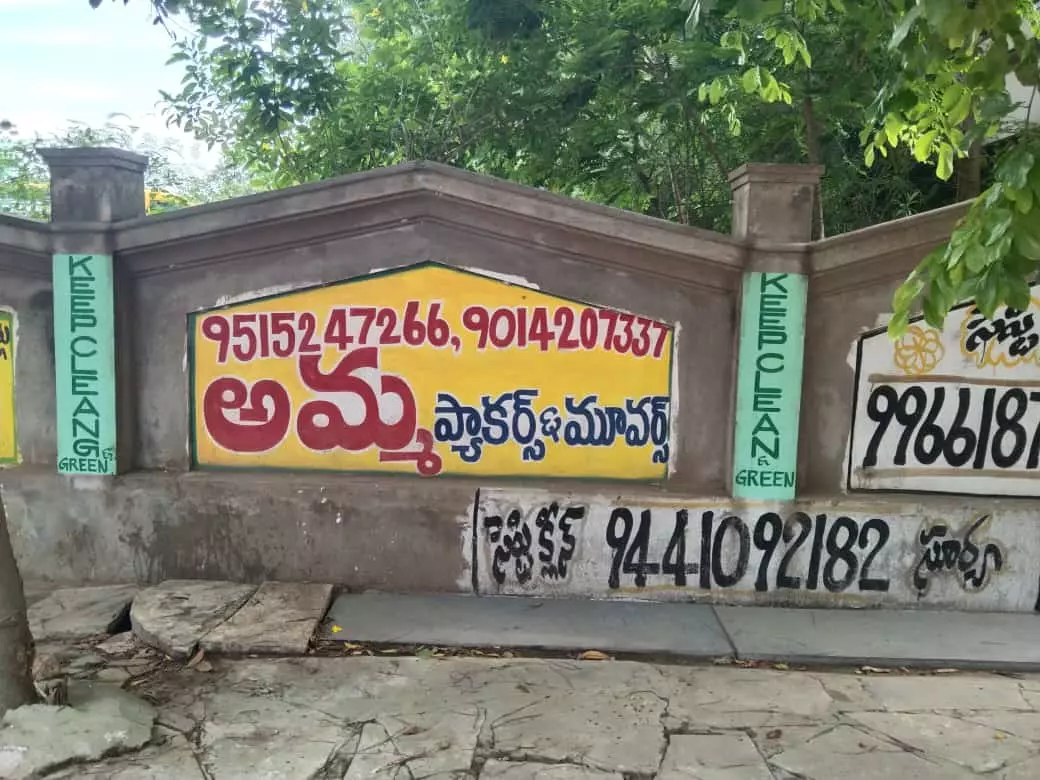 KEEP CLEAN &
GREEN
9515247266, 9014207337
అమ్మ ప్యాకర్స్ & మూవర్స్
KEEP CLEAN
&
GREEN
9966187
9441092182 సూర్య